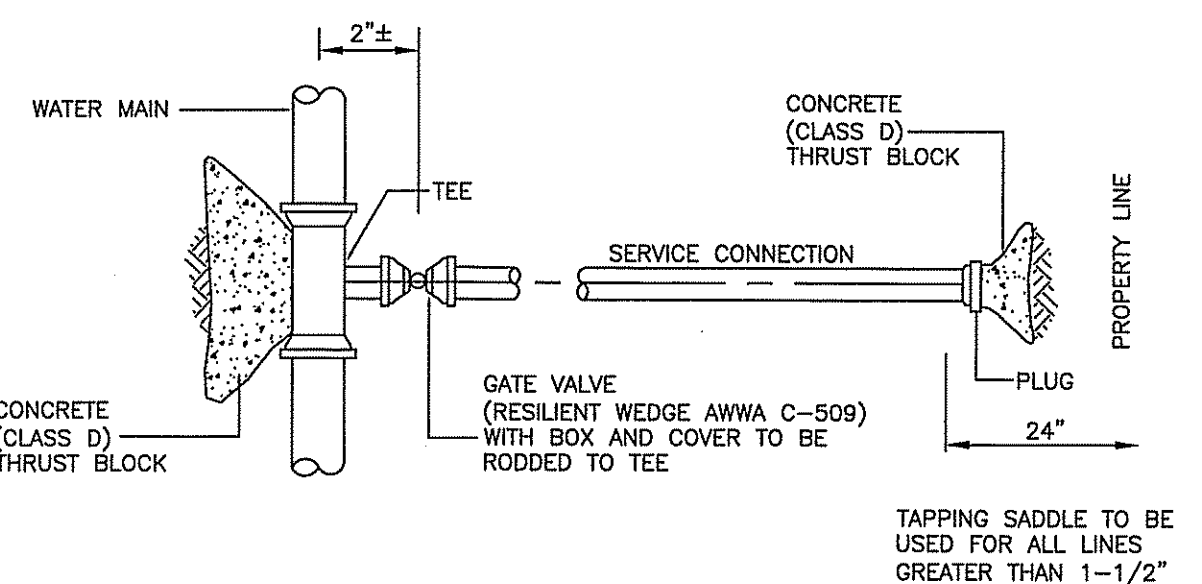 2"±
WATER MAIN
CONCRETE
(CLASS D)
THRUST BLOCK
TEE
PROPERTY LINE
SERVICE CONNECTION
PLUG
GATE VALVE
(RESILIENT WEDGE AWWA C-509)
WITH BOX AND COVER TO BE
RODDED TO TEE
CONCRETE
(CLASS D)
THRUST BLOCK
24"
TAPPING SADDLE TO BE
USED FOR ALL LINES
GREATER THAN 1-1/2"